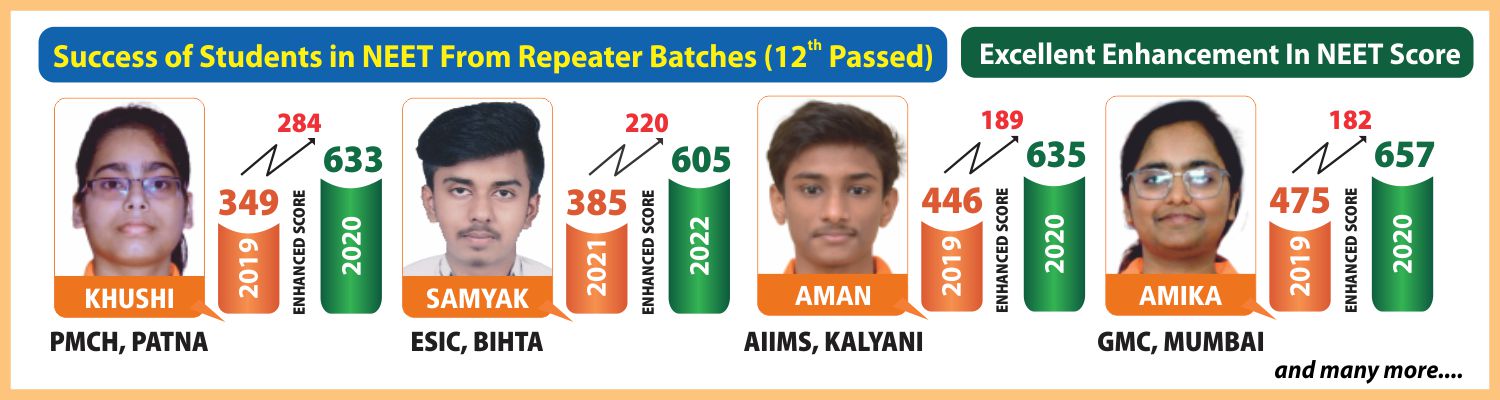 Success of Students in NEET From Repeater Batches (12th Passed)
Excellent Enhancement In NEET Score
284
633
349
2019
ENHANCED SCORE
2020
KHUSHI
PMCH, PATNA
220
605
385
2021
ENHANCED SCORE
2022
SAMYAK
ESIC, BIHTA
189
635
446
2019
ENHANCED SCORE
2020
AMAN
AIIMS, KALYANI
182
657
475
2019
ENHANCED SCORE
2020
AMIKA
GMC, MUMBAI
and many more....